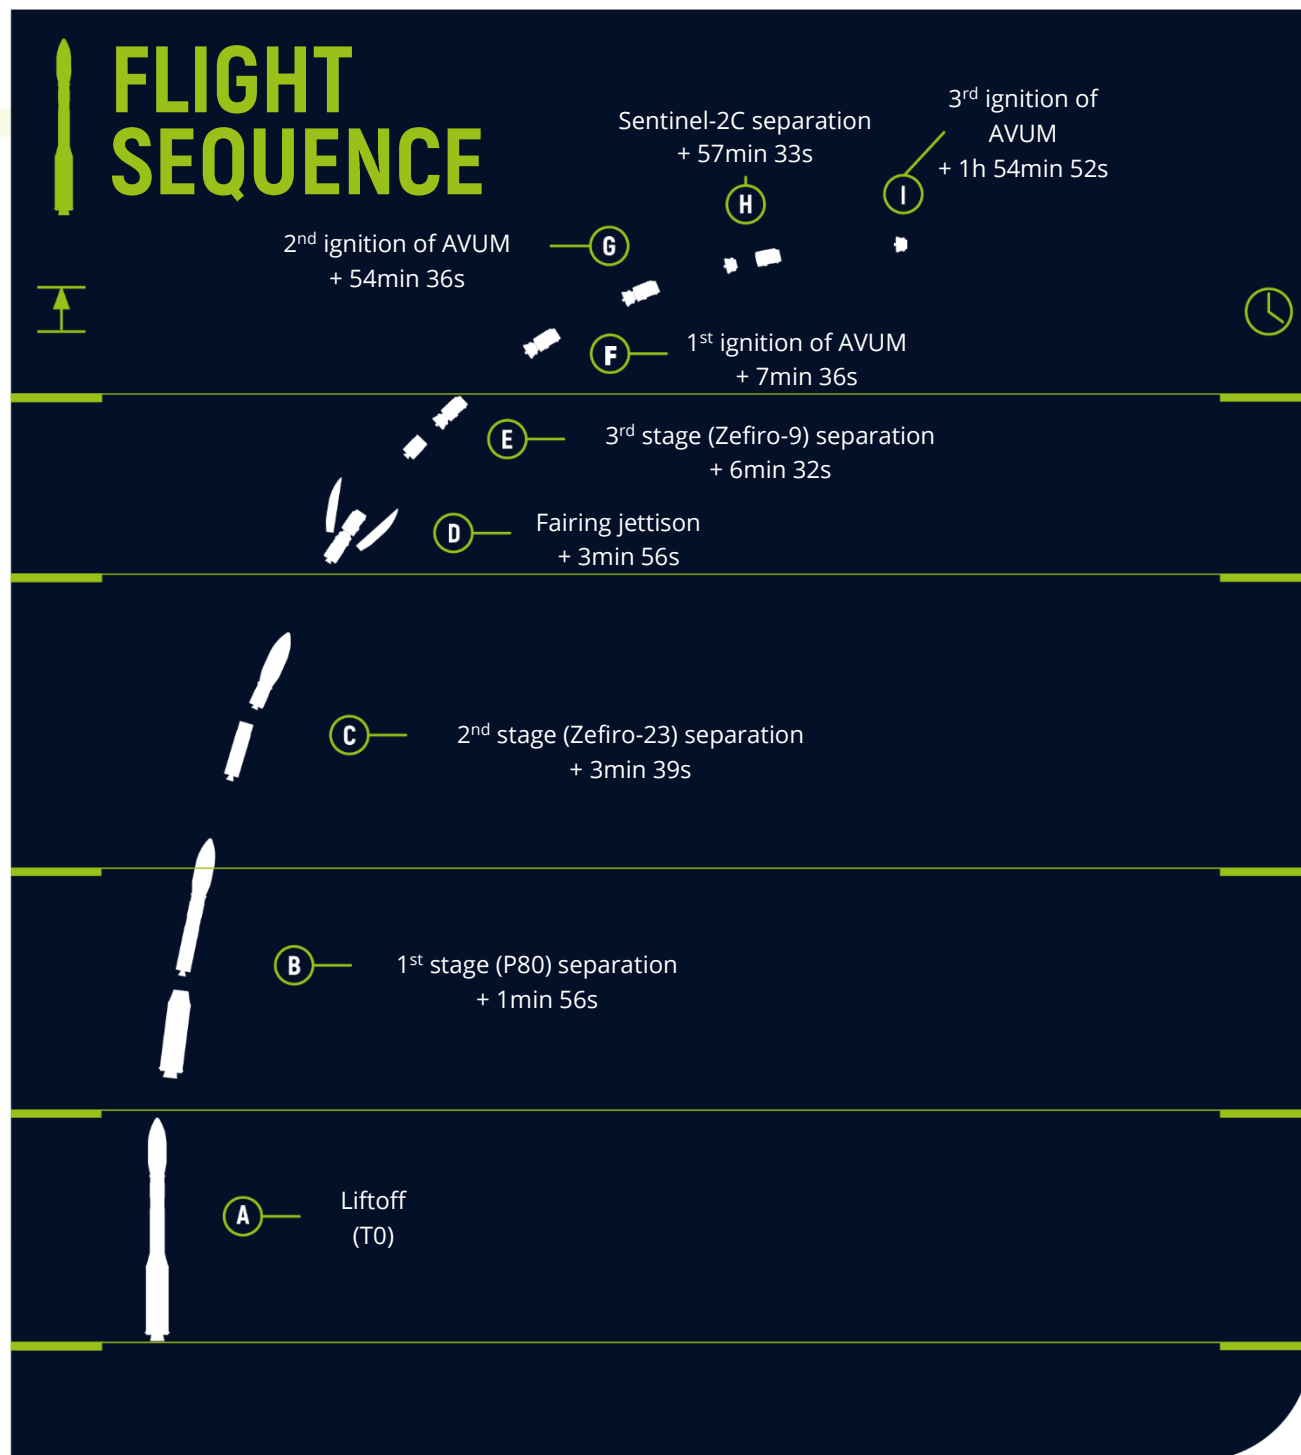 FLIGHT
SEQUENCE
3rd ignition of
AVUM
+ 1h 54min 52s
I
Sentinel-2C separation
+ 57min 33s
H
2nd ignition of AVUM
+ 54min 36s
G
F
1st ignition of AVUM
+ 7min 36s
E
3rd stage (Zefiro-9) separation
+ 6min 32s
D
Fairing jettison
+ 3min 56s
C
2nd stage (Zefiro-23) separation
+ 3min 39s
B
1st stage (P80) separation
+ 1min 56s
A
Liftoff
(T0)